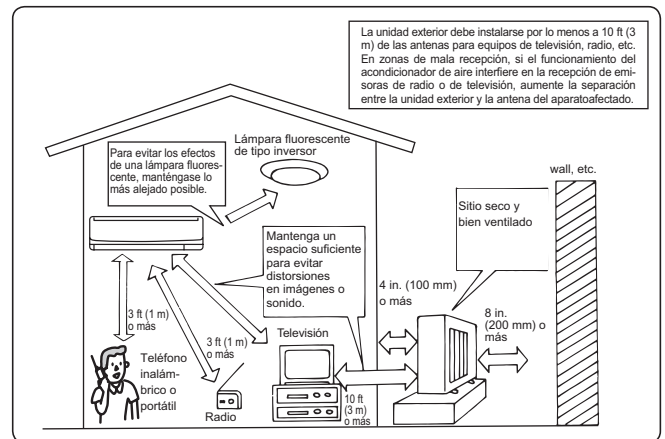 La unidad exterior debe instalarse por lo menos a 10 ft (3
m) de las antenas para equipos de televisión, radio, etc.
En zonas de mala recepción, si el funcionamiento del
acondicionador de aire interfiere en la recepción de emi-
soras de radio o de televisión, aumente la separación
entre la unidad exterior y la antena del aparatoafectado.
Lámpara fluorescente
de tipo inversor
Para evitar los efectos
de una lámpara fluores-
cente, manténgase lo
más alejado posible.
wall, etc.
Sitio seco y
bien ventilado
Mantenga un
espacio suficiente
para evitar
distorsiones
en imágenes o
sonido.
4 in. (100 mm)
o más
8 in.
(200 mm) o
más
3 ft (1 m)
o más
3 ft (1 m)
o más
Televisión
Teléfono
inalám-
brico o
portátil
Radio
10 ft
(3 m)
o más